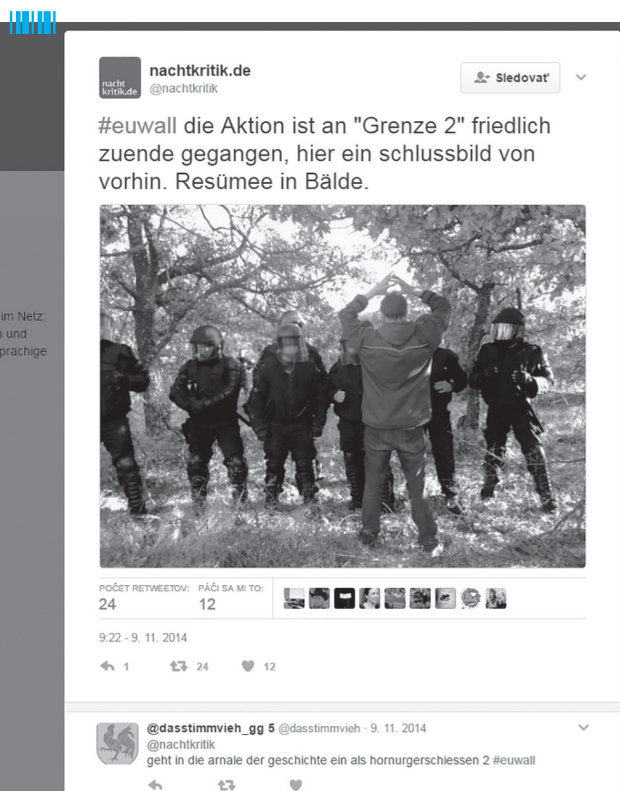 nacht
kritik.de
nachtkritik.de
@nachtkritik
Sledovať
#euwall die Aktion ist an "Grenze 2" friedlich
zuende gegangen, hier ein schlussbild von
vorhin. Resümee in Bälde.
im Netz:
und
prachige
POČET RETWEETOV: PÁČI SA MI TO:
24 12
9:22 - 9. 11. 2014
1 24 12
@dasstimmvieh_gg 5 @dasstimmvieh · 9. 11. 2014
@nachtkritik
geht in die arnale der geschichte ein als hornurgerschiessen 2 #euwall